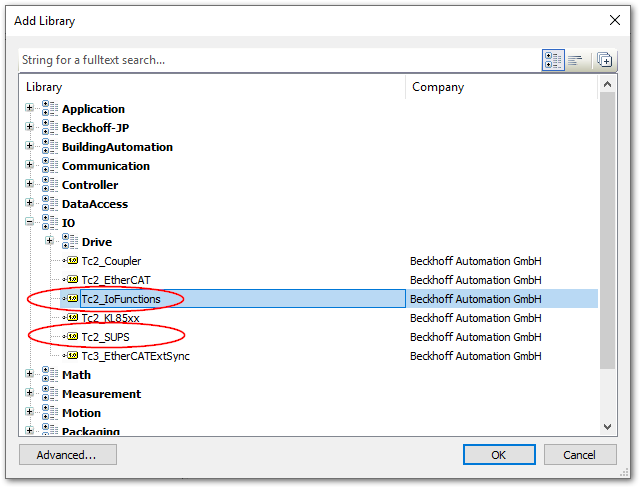 Add Library
String for a fulltext search...
Library Company
Application
Beckhoff-JP
BuildingAutomation
Communication
Controller
DataAccess
IO
Drive
Tc2_Coupler Beckhoff Automation GmbH
Tc2_EtherCAT Beckhoff Automation GmbH
Tc2_IoFunctions Beckhoff Automation GmbH
Tc2_KL85xx Beckhoff Automation GmbH
Tc2_SUPS Beckhoff Automation GmbH
Tc3_EtherCATExtSync Beckhoff Automation GmbH
Math
Measurement
Motion
Packaging
Advanced... OK Cancel